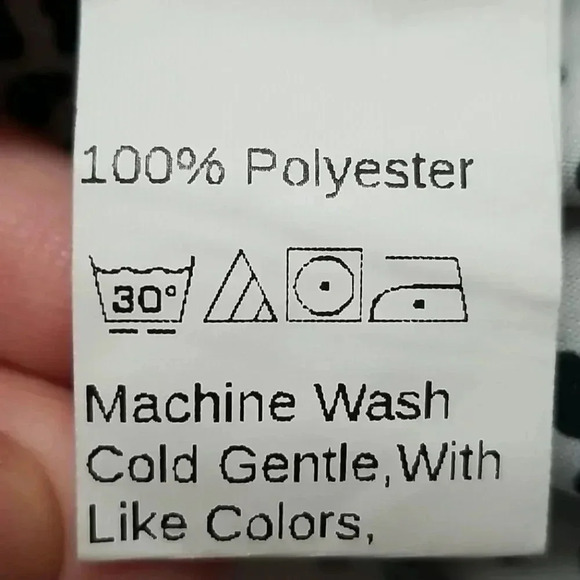 100% Polyester
30°
Machine Wash
Cold Gentle,With
Like Colors,